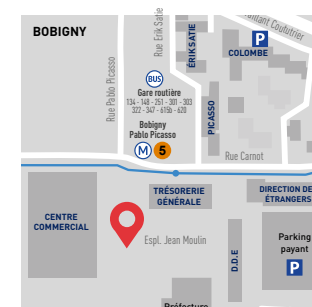 BOBIGNY
Rue Erik Satie
ÉRIK SATIE
P
COLOMBE
Rue Pablo Picasso
BUS
Gare routière
134 - 148 - 251 - 301 - 303
322 - 347 - 615b - 620
PICASSO
Bobigny
Pablo Picasso
M 5
Rue Carnot
TRÉSORERIE
GÉNÉRALE
DIRECTION DE
ÉTRANGERS
CENTRE
COMMERCIAL
Espl. Jean Moulin
D.D.E
Parking
payant
P
Préfecture